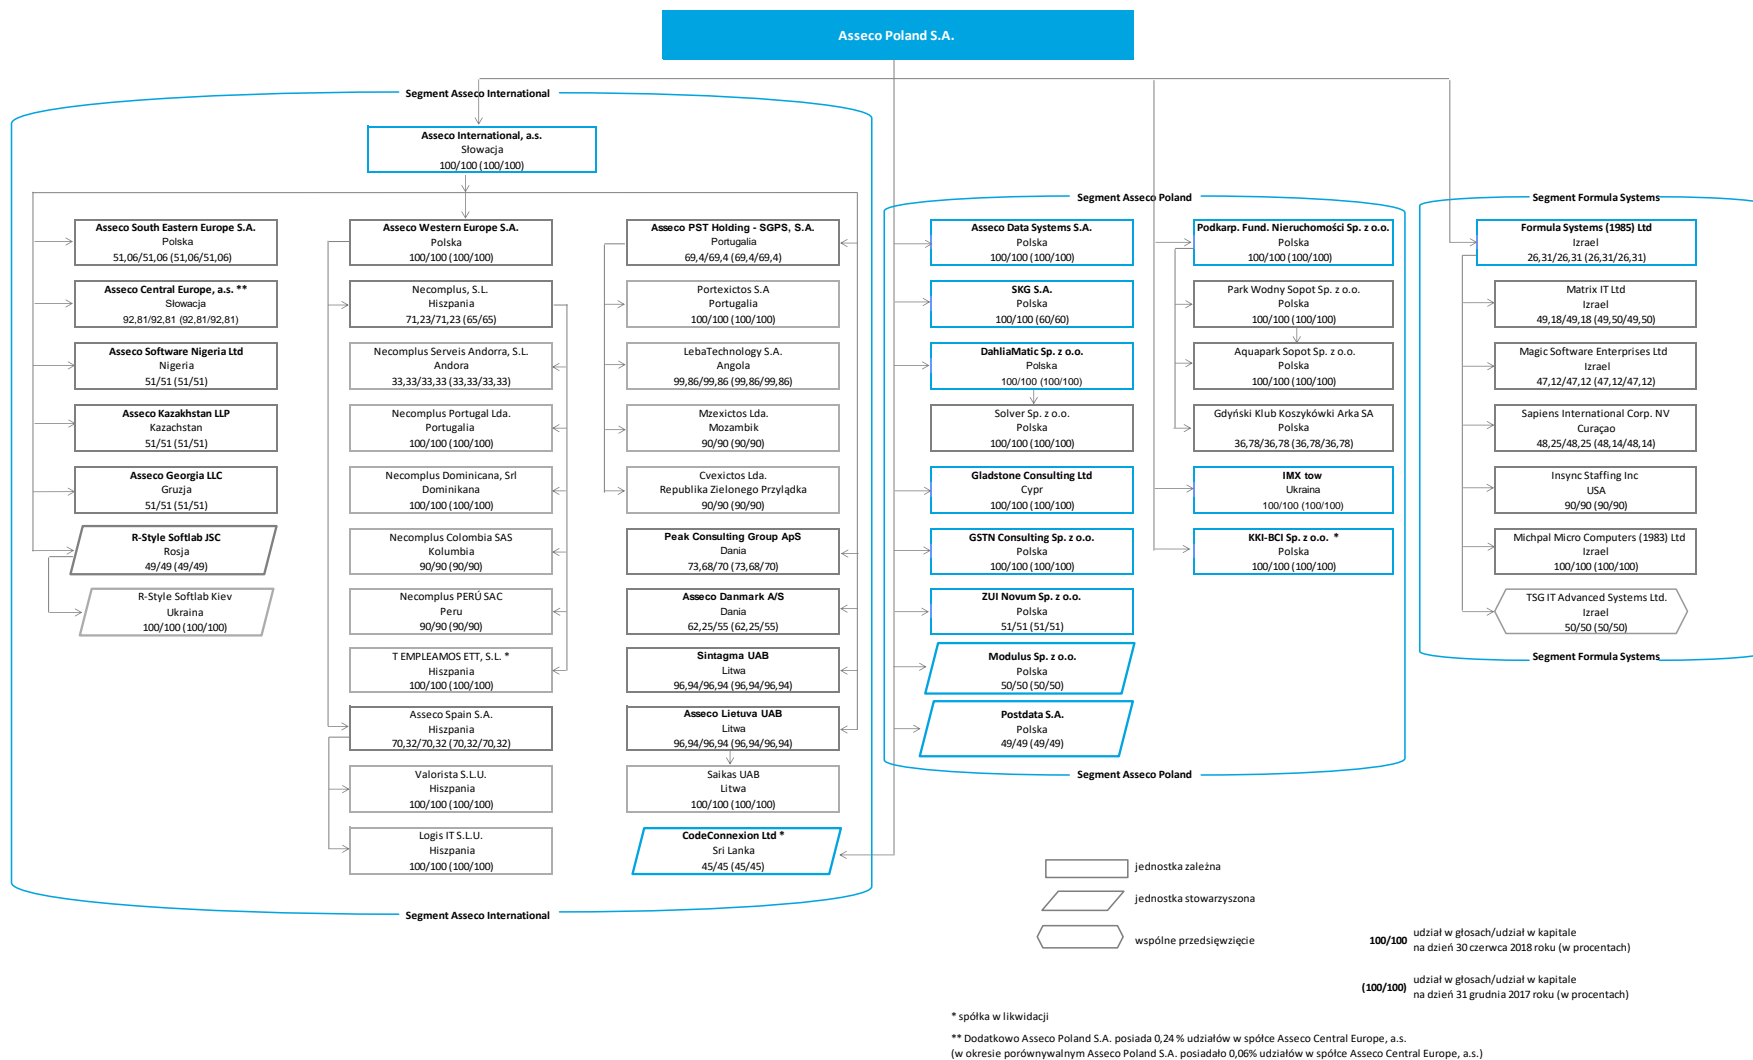 Asseco Poland S.A.
Segment Asseco International
Asseco International, a.s.
Słowacja
100/100 (100/100)
Asseco South Eastern Europe S.A.
Polska
51,06/51,06 (51,06/51,06)
Asseco Central Europe, a.s. **
Słowacja
92,81/92,81 (92,81/92,81)
Asseco Software Nigeria Ltd
Nigeria
51/51 (51/51)
Asseco Kazakhstan LLP
Kazachstan
51/51 (51/51)
Asseco Georgia LLC
Gruzja
51/51 (51/51)
R-Style Softlab JSC
Rosja
49/49 (49/49)
R-Style Softlab Kiev
Ukraina
100/100 (100/100)
Asseco Western Europe S.A.
Polska
100/100 (100/100)
Necomplus, S.L.
Hiszpania
71,23/71,23 (65/65)
Necomplus Serveis Andorra, S.L.
Andora
33,33/33,33 (33,33/33,33)
Necomplus Portugal Lda.
Portugalia
100/100 (100/100)
Necomplus Dominicana, Srl
Dominikana
100/100 (100/100)
Necomplus Colombia SAS
Kolumbia
90/90 (90/90)
Necomplus PERÚ SAC
Peru
90/90 (90/90)
T EMPLEAMOS ETT, S.L. *
Hiszpania
100/100 (100/100)
Asseco Spain S.A.
Hiszpania
70,32/70,32 (70,32/70,32)
Valorista S.L.U.
Hiszpania
100/100 (100/100)
Logis IT S.L.U.
Hiszpania
100/100 (100/100)
Asseco PST Holding - SGPS, S.A.
Portugalia
69,4/69,4 (69,4/69,4)
Portexictos S.A
Portugalia
100/100 (100/100)
LebaTechnology S.A.
Angola
99,86/99,86 (99,86/99,86)
Mzexictos Lda.
Mozambik
90/90 (90/90)
Cvexictos Lda.
Republika Zielonego Przylądka
90/90 (90/90)
Peak Consulting Group ApS
Dania
73,68/70 (73,68/70)
Asseco Danmark A/S
Dania
62,25/55 (62,25/55)
Sintagma UAB
Litwa
96,94/96,94 (96,94/96,94)
Asseco Lietuva UAB
Litwa
96,94/96,94 (96,94/96,94)
Saikas UAB
Litwa
100/100 (100/100)
CodeConnexion Ltd *
Sri Lanka
45/45 (45/45)
Segment Asseco International
Segment Asseco Poland
Asseco Data Systems S.A.
Polska
100/100 (100/100)
SKG S.A.
Polska
100/100 (60/60)
DahliaMatic Sp. z o.o.
Polska
100/100 (100/100)
Solver Sp. z o.o.
Polska
100/100 (100/100)
Gladstone Consulting Ltd
Cypr
100/100 (100/100)
GSTN Consulting Sp. z o.o.
Polska
100/100 (100/100)
ZUI Novum Sp. z o.o.
Polska
51/51 (51/51)
Modulus Sp. z o.o.
Polska
50/50 (50/50)
Postdata S.A.
Polska
49/49 (49/49)
Podkarp. Fund. Nieruchomości Sp. z o.o.
Polska
100/100 (100/100)
Park Wodny Sopot Sp. z o.o.
Polska
100/100 (100/100)
Aquapark Sopot Sp. z o.o.
Polska
100/100 (100/100)
Gdyński Klub Koszykówki Arka SA
Polska
36,78/36,78 (36,78/36,78)
IMX tow
Ukraina
100/100 (100/100)
KKI-BCI Sp. z o.o. *
Polska
100/100 (100/100)
Segment Asseco Poland
Segment Formula Systems
Formula Systems (1985) Ltd
Izrael
26,31/26,31 (26,31/26,31)
Matrix IT Ltd
Izrael
49,18/49,18 (49,50/49,50)
Magic Software Enterprises Ltd
Izrael
47,12/47,12 (47,12/47,12)
Sapiens International Corp. NV
Curaçao
48,25/48,25 (48,14/48,14)
Insync Staffing Inc
USA
90/90 (90/90)
Michpal Micro Computers (1983) Ltd
Izrael
100/100 (100/100)
TSG IT Advanced Systems Ltd.
Izrael
50/50 (50/50)
Segment Formula Systems
jednostka zależna
jednostka stowarzyszona
wspólne przedsięwzięcie
100/100 udział w głosach/udział w kapitale
na dzień 30 czerwca 2018 roku (w procentach)
(100/100) udział w głosach/udział w kapitale
na dzień 31 grudnia 2017 roku (w procentach)
* spółka w likwidacji
** Dodatkowo Asseco Poland S.A. posiada 0,24 % udziałów w spółce Asseco Central Europe, a.s.
(w okresie porównywalnym Asseco Poland S.A. posiadało 0,06% udziałów w spółce Asseco Central Europe, a.s.)